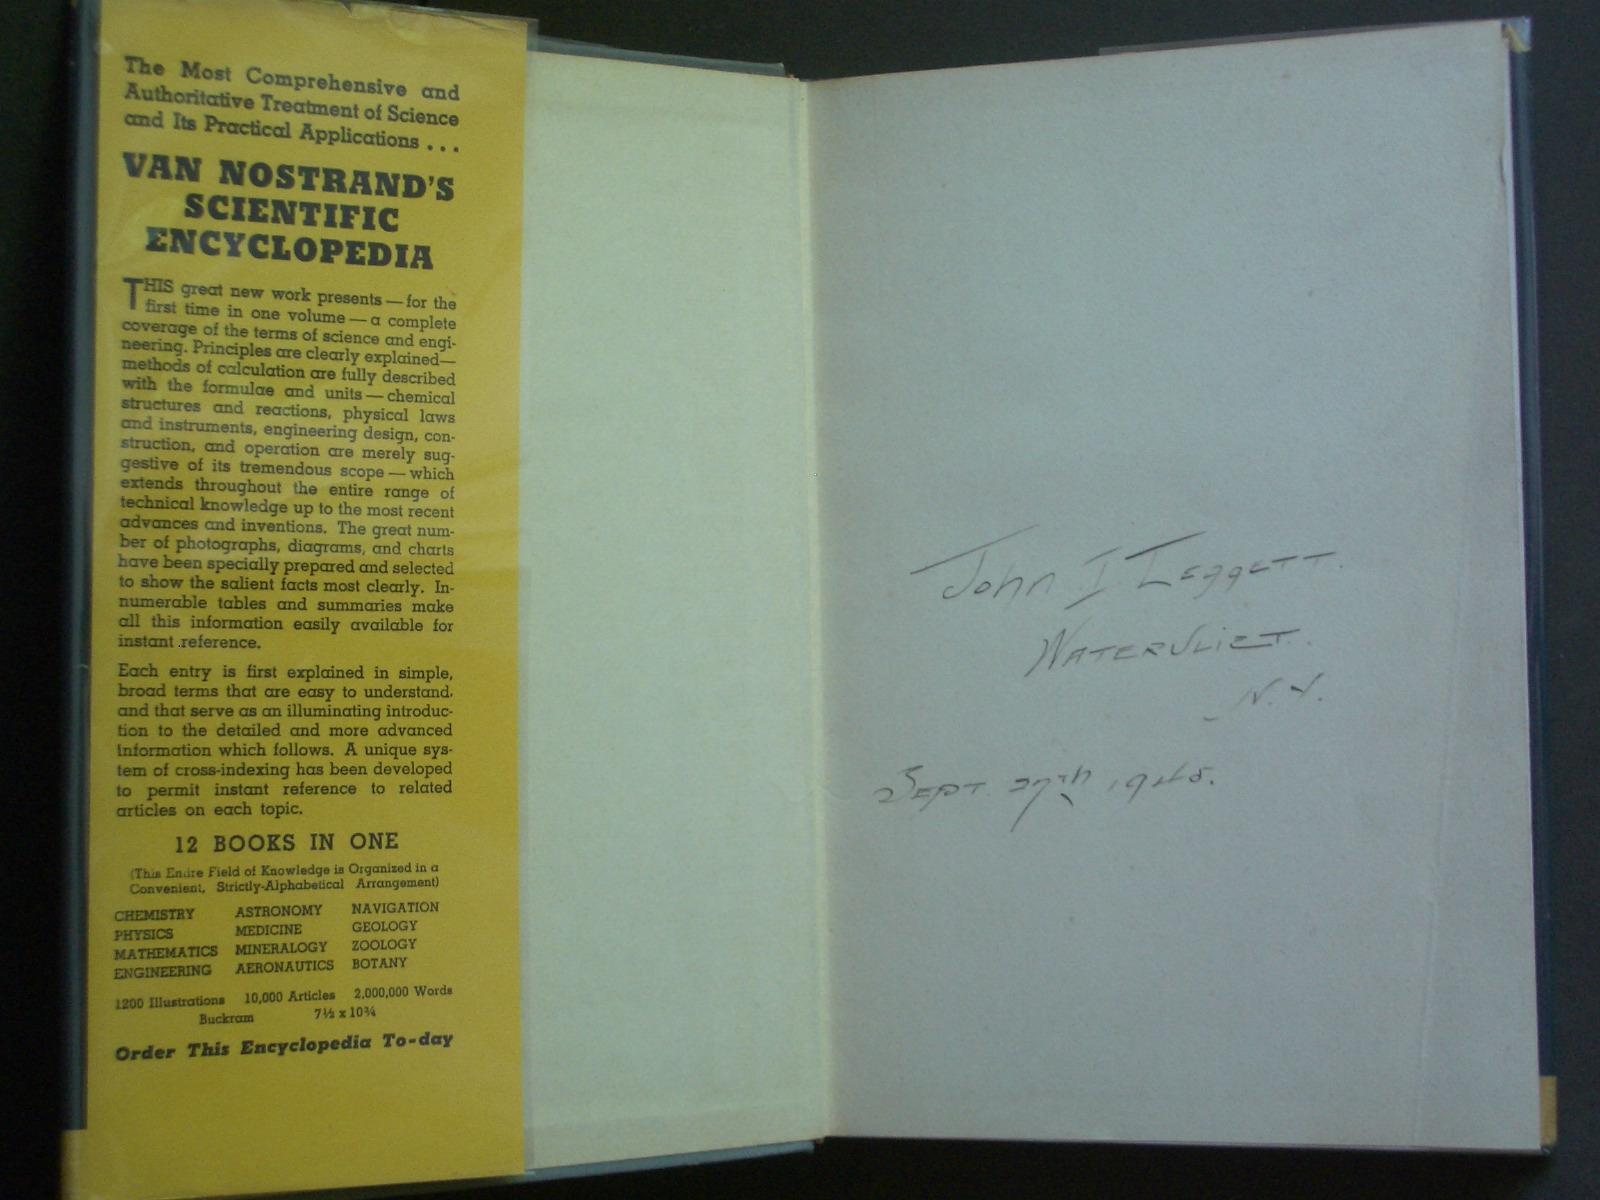 The Most Comprehensive and
Authoritative Treatment of Science
and Its Practical Applications . . .
VAN NOSTRAND'S
SCIENTIFIC
ENCYCLOPEDIA
THIS great new work presents — for the
first time in one volume — a complete
coverage of the terms of science and engi-
neering. Principles are clearly explained—
methods of calculation are fully described
with the formulae and units — chemical
structures and reactions, physical laws
and instruments, engineering design, con-
struction, and operation are merely sug-
gestive of its tremendous scope — which
extends throughout the entire range of
technical knowledge up to the most recent
advances and inventions. The great num-
ber of photographs, diagrams, and charts
have been specially prepared and selected
to show the salient facts most clearly. In-
numerable tables and summaries make
all this information easily available for
instant reference.
Each entry is first explained in simple,
broad terms that are easy to understand,
and that serve as an illuminating introduc-
tion to the detailed and more advanced
information which follows. A unique sys-
tem of cross-indexing has been developed
to permit instant reference to related
articles on each topic.
12 BOOKS IN ONE
(This Entire Field of Knowledge is Organized in a
Convenient, Strictly-Alphabetical Arrangement)
CHEMISTRY ASTRONOMY NAVIGATION
PHYSICS MEDICINE GEOLOGY
MATHEMATICS MINERALOGY ZOOLOGY
ENGINEERING AERONAUTICS BOTANY
1200 Illustrations 10,000 Articles 2,000,000 Words
Buckram 7½ x 10¾
Order This Encyclopedia To-day
John I Leggett.
WATERVLIET.
N.Y.
SEPT. 27th 1945.